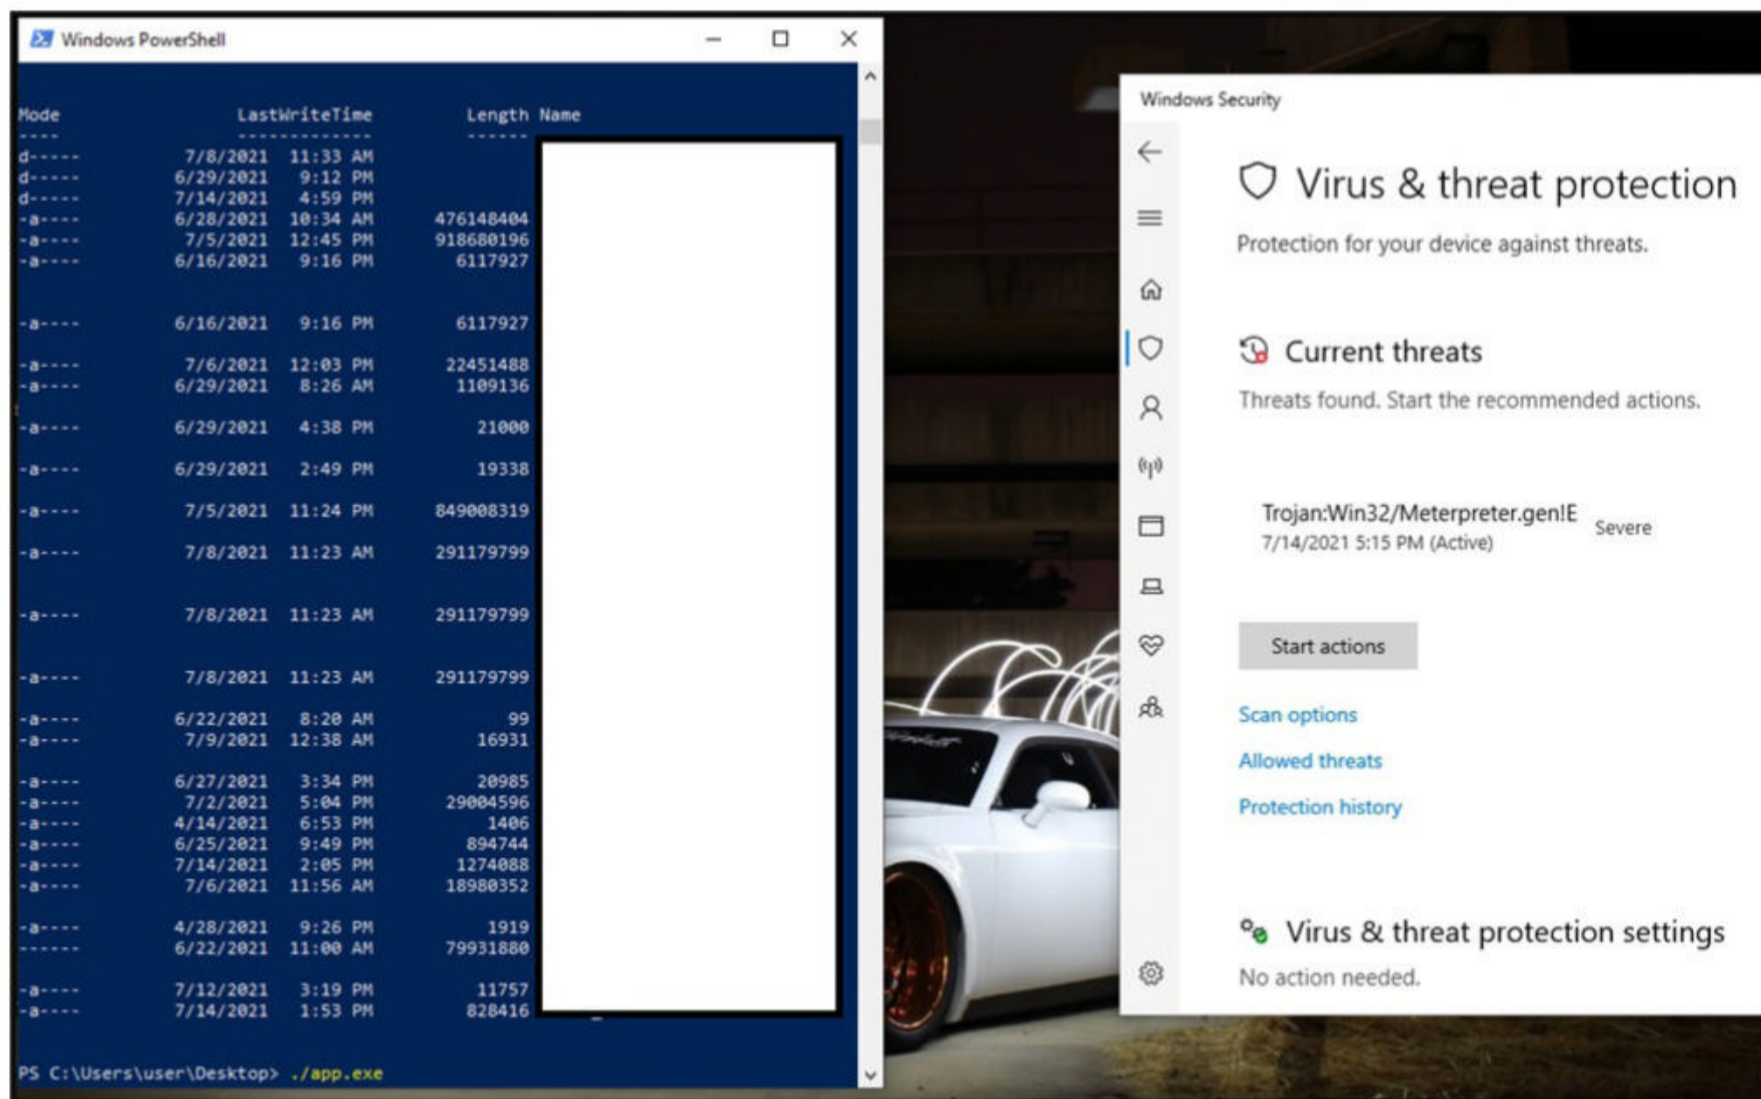 Windows PowerShell
Mode LastWriteTime Length Name
---- ------------- ------ ----
d----- 7/8/2021 11:33 AM
d----- 6/29/2021 9:12 PM
d----- 7/14/2021 4:59 PM
-a---- 6/28/2021 10:34 AM 476148404
-a---- 7/5/2021 12:45 PM 918680196
-a---- 6/16/2021 9:16 PM 6117927
-a---- 6/16/2021 9:16 PM 6117927
-a---- 7/6/2021 12:03 PM 22451488
-a---- 6/29/2021 8:26 AM 1109136
-a---- 6/29/2021 4:38 PM 21000
-a---- 6/29/2021 2:49 PM 19338
-a---- 7/5/2021 11:24 PM 849008319
-a---- 7/8/2021 11:23 AM 291179799
-a---- 7/8/2021 11:23 AM 291179799
-a---- 7/8/2021 11:23 AM 291179799
-a---- 6/22/2021 8:20 AM 99
-a---- 7/9/2021 12:38 AM 16931
-a---- 6/27/2021 3:34 PM 20985
-a---- 7/2/2021 5:04 PM 29004596
-a---- 4/14/2021 6:53 PM 1406
-a---- 6/25/2021 9:49 PM 894744
-a---- 7/14/2021 2:05 PM 1274088
-a---- 7/6/2021 11:56 AM 18980352
-a---- 4/28/2021 9:26 PM 1919
------ 6/22/2021 11:00 AM 79931880
-a---- 7/12/2021 3:19 PM 11757
-a---- 7/14/2021 1:53 PM 828416
PS C:\Users\user\Desktop> ./app.exe
Windows Security
Virus & threat protection
Protection for your device against threats.
Current threats
Threats found. Start the recommended actions.
Trojan:Win32/Meterpreter.gen!E
Severe
7/14/2021 5:15 PM (Active)
Start actions
Scan options
Allowed threats
Protection history
Virus & threat protection settings
No action needed.